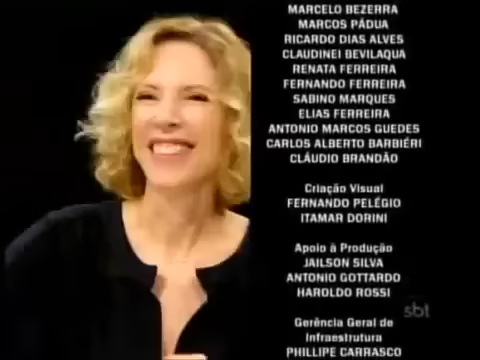 MARCELO BEZERRA
MARCOS PÁDUA
RICARDO DIAS ALVES
CLAUDINEI BEVILAQUA
RENATA FERREIRA
FERNANDO FERREIRA
SABINO MARQUES
ELIAS FERREIRA
ANTONIO MARCOS GUEDES
CARLOS ALBERTO BARBIÉRI
CLÁUDIO BRANDÃO
Criação Visual
FERNANDO PELÉGIO
ITAMAR DORINI
Apoio à Produção
JAILSON SILVA
ANTONIO GOTTARDO
HAROLDO ROSSI
sbt
Gerência Geral de
Infraestrutura
PHILLIPE CARRASCO